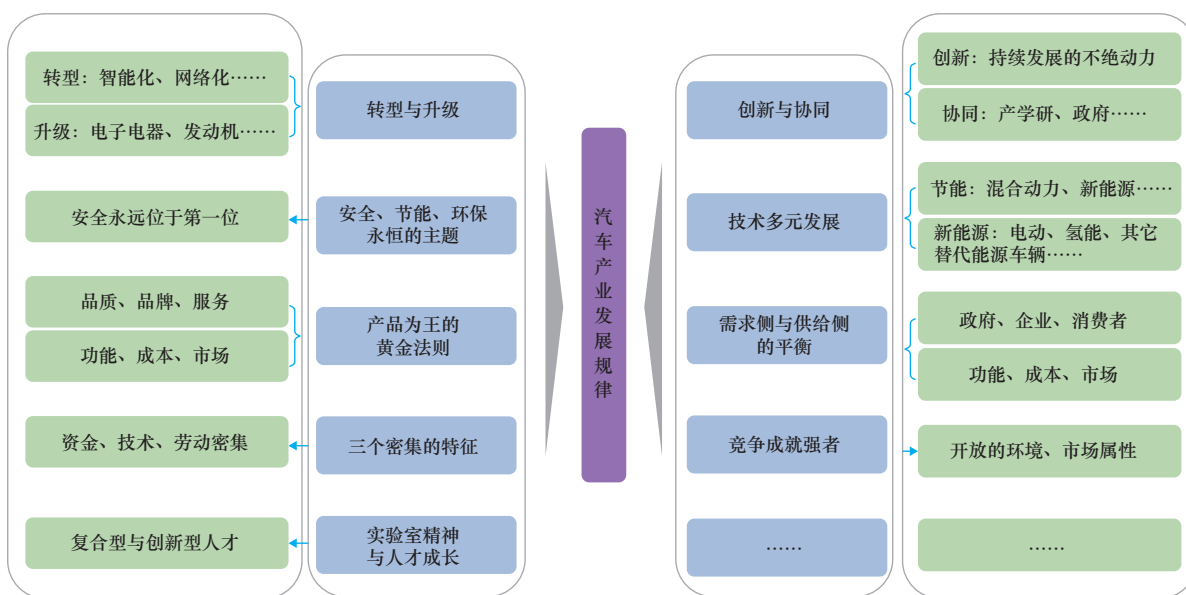 转型：智能化、网络化……
升级：电子电器、发动机……
安全永远位于第一位
品质、品牌、服务
功能、成本、市场
资金、技术、劳动密集
复合型与创新型人才
转型与升级
安全、节能、环保
永恒的主题
产品为王的
黄金法则
三个密集的特征
实验室精神
与人才成长
汽车产业发展规律
创新与协同
技术多元发展
需求侧与供给侧
的平衡
竞争成就强者
……
创新：持续发展的不绝动力
协同：产学研、政府……
节能：混合动力、新能源……
新能源：电动、氢能、其它
替代能源车辆……
政府、企业、消费者
功能、成本、市场
开放的环境、市场属性
……